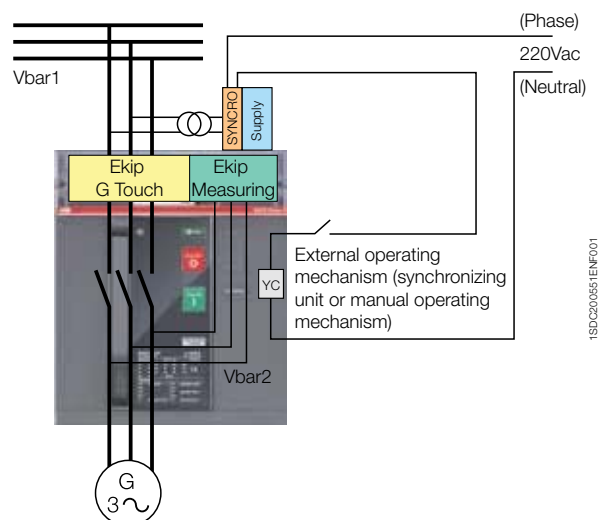 (Phase)
220Vac
(Neutral)
Vbar1
SYNCRO
Supply
Ekip
G Touch
Ekip
Measuring
External operating
mechanism (synchronizing
unit or manual operating
mechanism)
YC
Vbar2
G
3
1SDC200551ENF001